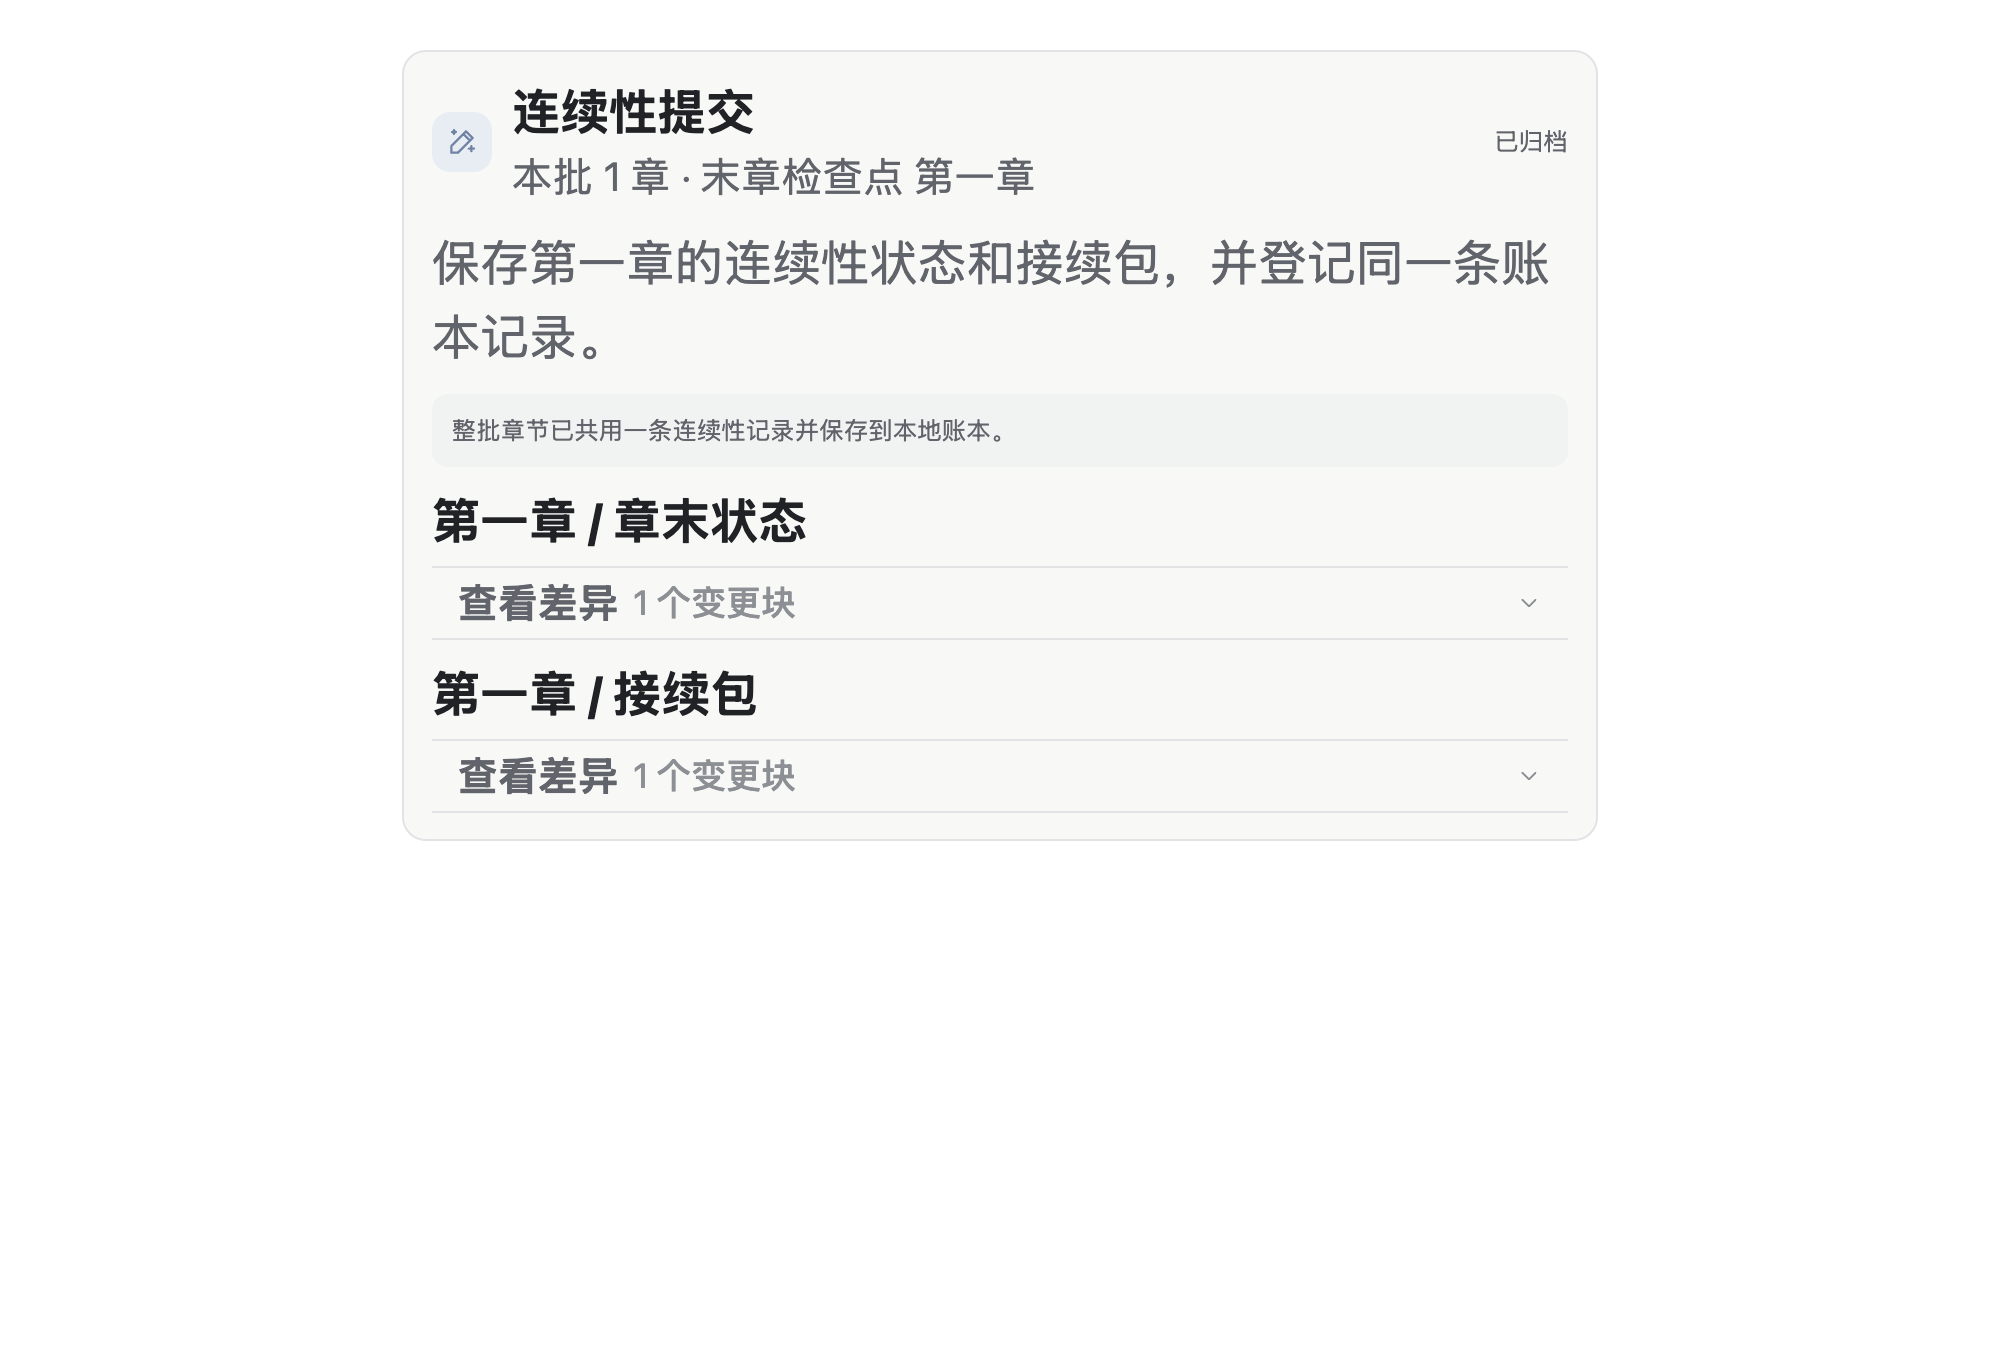 连续性提交
本批 1 章 · 末章检查点 第一章
已归档
保存第一章的连续性状态和接续包，并登记同一条账
本记录。
整批章节已共用一条连续性记录并保存到本地账本。
第一章 / 章末状态
查看差异 1 个变更块
第一章 / 接续包
查看差异 1 个变更块